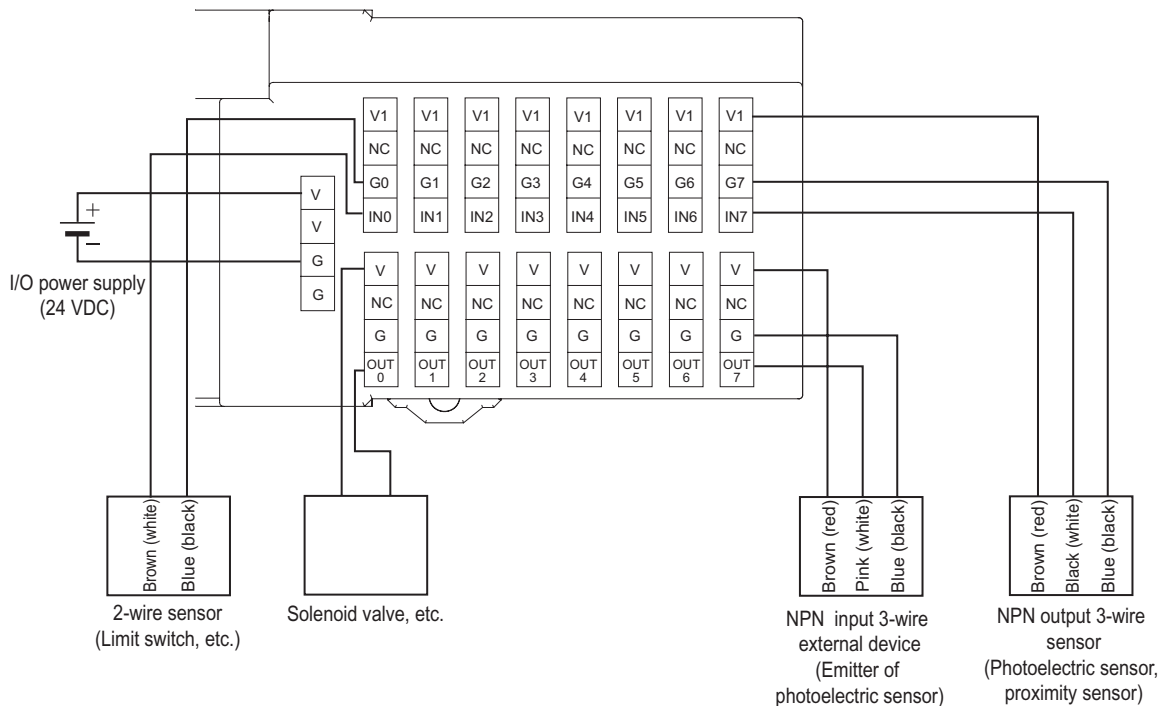 V1 V1 V1 V1 V1 V1 V1 V1
NC NC NC NC NC NC NC NC
G0 G1 G2 G3 G4 G5 G6 G7
IN0 IN1 IN2 IN3 IN4 IN5 IN6 IN7
V
V
G
G
+
−
I/O power supply
(24 VDC)
V V V V V V V V
NC NC NC NC NC NC NC NC
G G G G G G G G
OUT OUT OUT OUT OUT OUT OUT OUT
0 1 2 3 4 5 6 7
Brown (white)
Blue (black)
2-wire sensor
(Limit switch, etc.)
Solenoid valve, etc.
Brown (red)
Pink (white)
Blue (black)
NPN input 3-wire
external device
(Emitter of
photoelectric sensor)
Brown (red)
Black (white)
Blue (black)
NPN output 3-wire
sensor
(Photoelectric sensor,
proximity sensor)